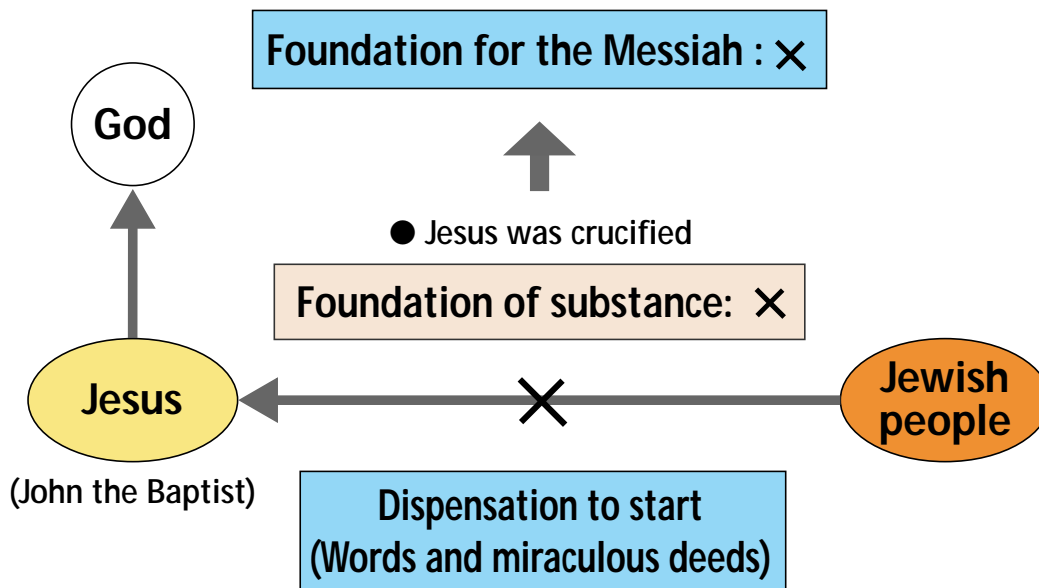 Foundation for the Messiah : ×
God
● Jesus was crucified
Foundation of substance: ×
Jesus
Jewish
people
(John the Baptist)
Dispensation to start
(Words and miraculous deeds)